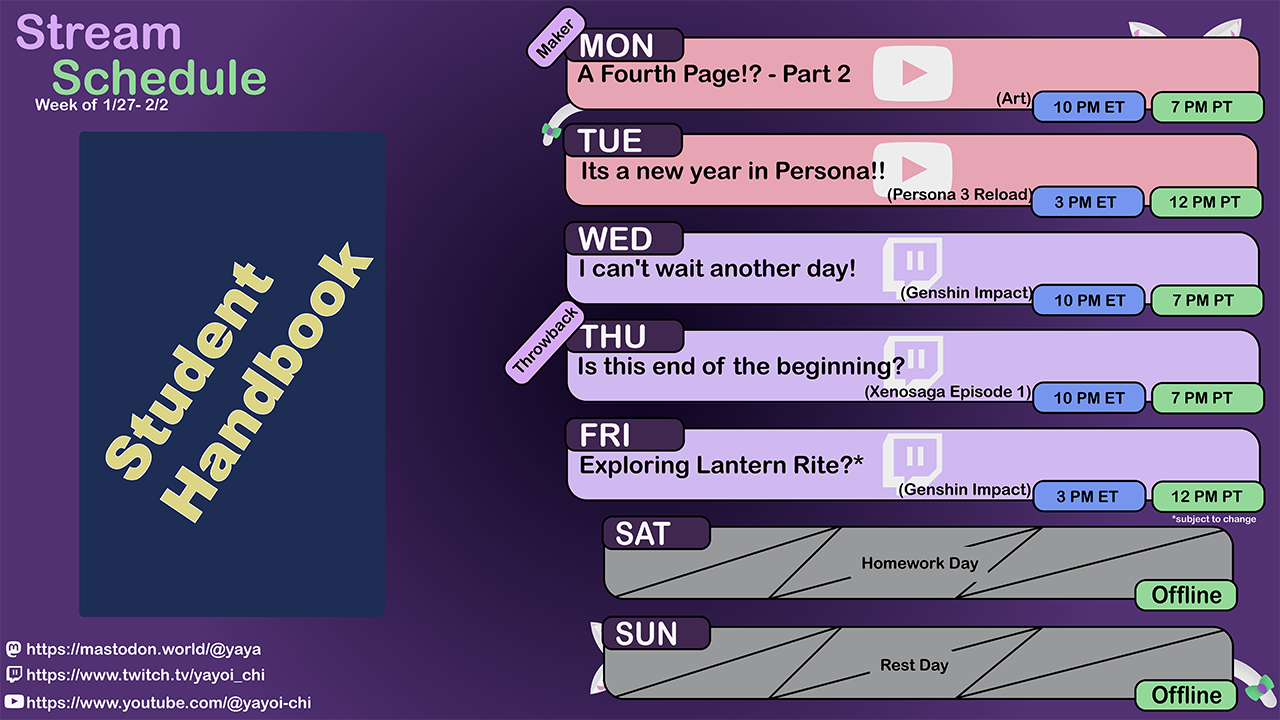 Stream
Schedule
Week of 1/27- 2/2
Student
Handbook
https://mastodon.world/@yaya
https://www.twitch.tv/yayoi_chi
https://www.youtube.com/@yayoi-chi
Maker
MON
A Fourth Page!? - Part 2
(Art)
10 PM ET
7 PM PT
TUE
Its a new year in Persona!!
(Persona 3 Reload)
3 PM ET
12 PM PT
WED
I can't wait another day!
(Genshin Impact)
10 PM ET
7 PM PT
Throwback
THU
Is this end of the beginning?
(Xenosaga Episode 1)
10 PM ET
7 PM PT
FRI
Exploring Lantern Rite?*
(Genshin Impact)
3 PM ET
12 PM PT
*subject to change
SAT
Homework Day
Offline
SUN
Rest Day
Offline